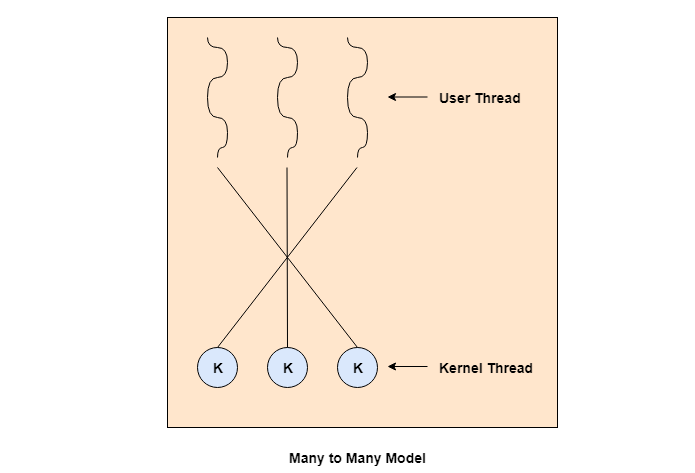 User Thread
K K K
Kernel Thread
Many to Many Model